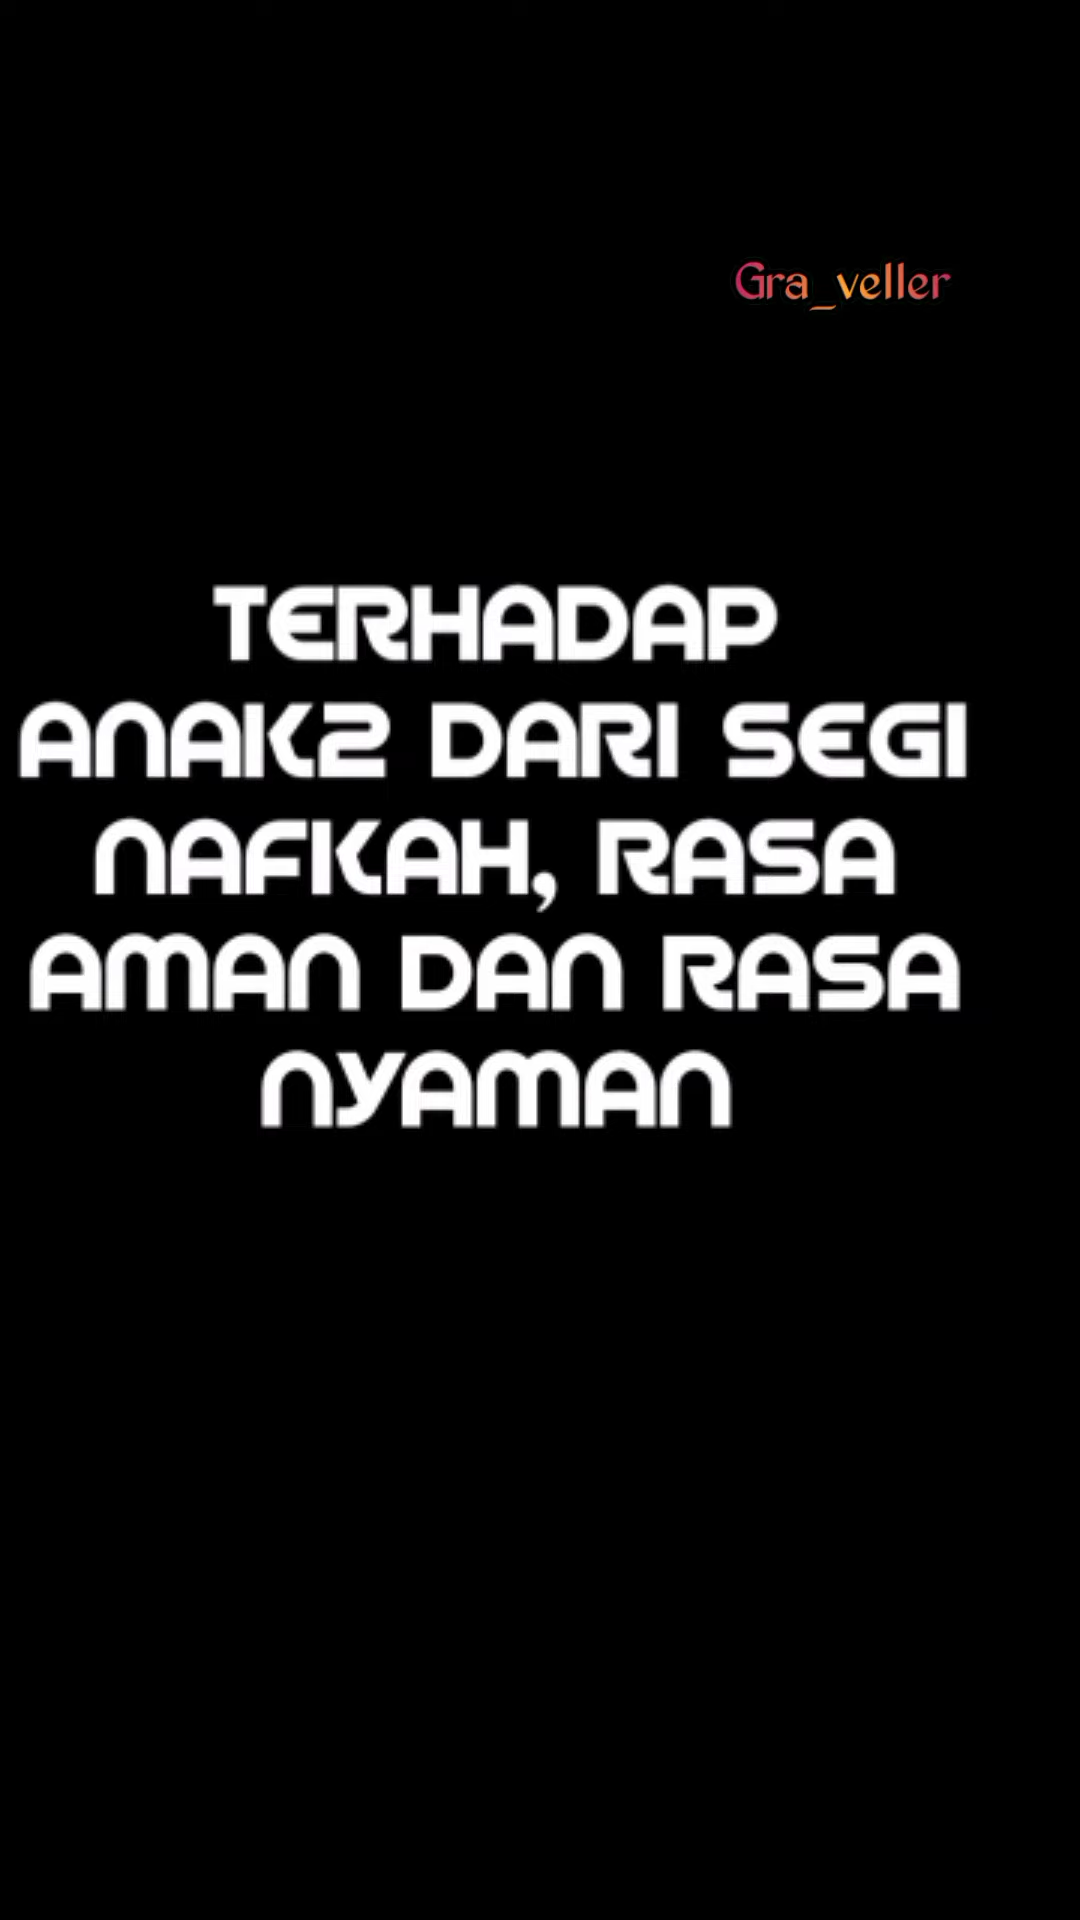 Gra_veller
TERHADAP
ANAK2 DARI SEGI
NAFKAH, RASA
AMAN DAN RASA
NYAMAN